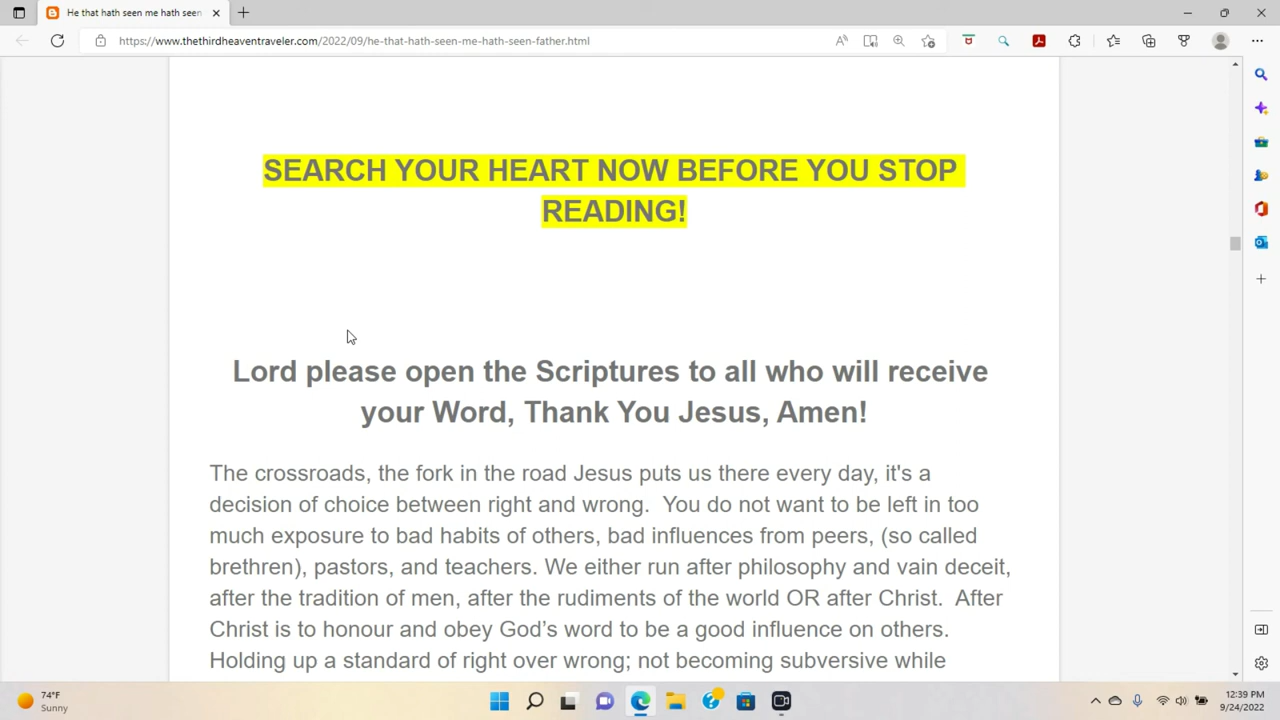 He that hath seen me hath seen
https://www.thethirdheaventraveler.com/2022/09/he-that-hath-seen-me-hath-seen-father.html
SEARCH YOUR HEART NOW BEFORE YOU STOP
READING!
Lord please open the Scriptures to all who will receive
your Word, Thank You Jesus, Amen!
The crossroads, the fork in the road Jesus puts us there every day, it's a
decision of choice between right and wrong.  You do not want to be left in too
much exposure to bad habits of others, bad influences from peers, (so called
brethren), pastors, and teachers. We either run after philosophy and vain deceit,
after the tradition of men, after the rudiments of the world OR after Christ.  After
Christ is to honour and obey God’s word to be a good influence on others.
Holding up a standard of right over wrong; not becoming subversive while
74°F
Sunny
12:39 PM
9/24/2022